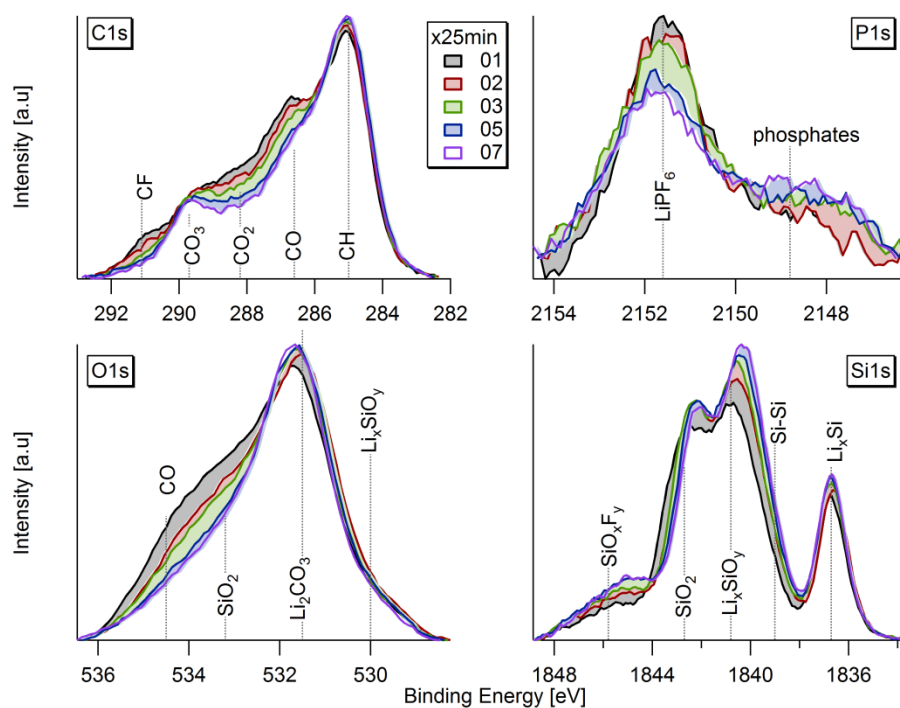 C1s
x25min
01
02
03
05
07
Intensity [a.u]
CF
CO3
CO2
CO
CH
292
290
288
286
284
282
P1s
phosphates
LiPF6
2154
2152
2150
2148
O1s
Intensity [a.u]
CO
SiO2
Li2CO3
LixSiOy
536
534
532
530
Si1s
SiOxFy
SiO2
LixSiOy
Si-Si
LixSi
1848
1844
1840
1836
Binding Energy [eV]